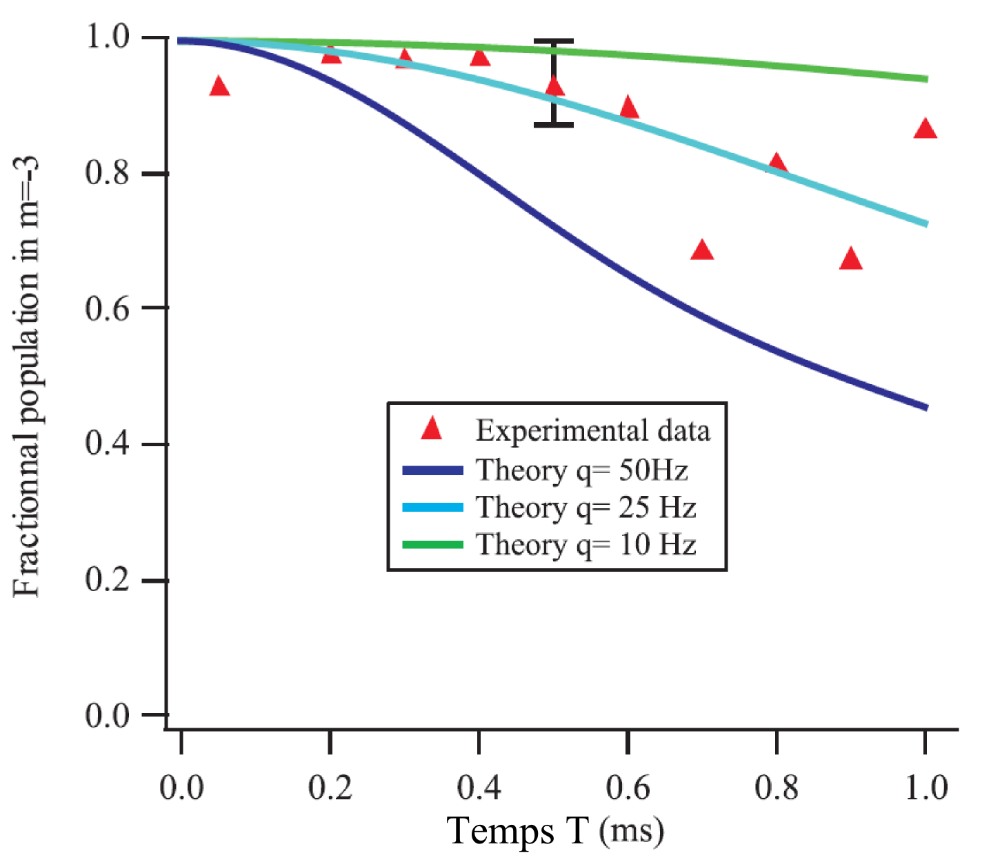 Fractionnal population in m=-3
1.0
0.8
0.6
0.4
0.2
0.0
Experimental data
Theory q= 50Hz
Theory q= 25 Hz
Theory q= 10 Hz
0.0 0.2 0.4 0.6 0.8 1.0
Temps T (ms)